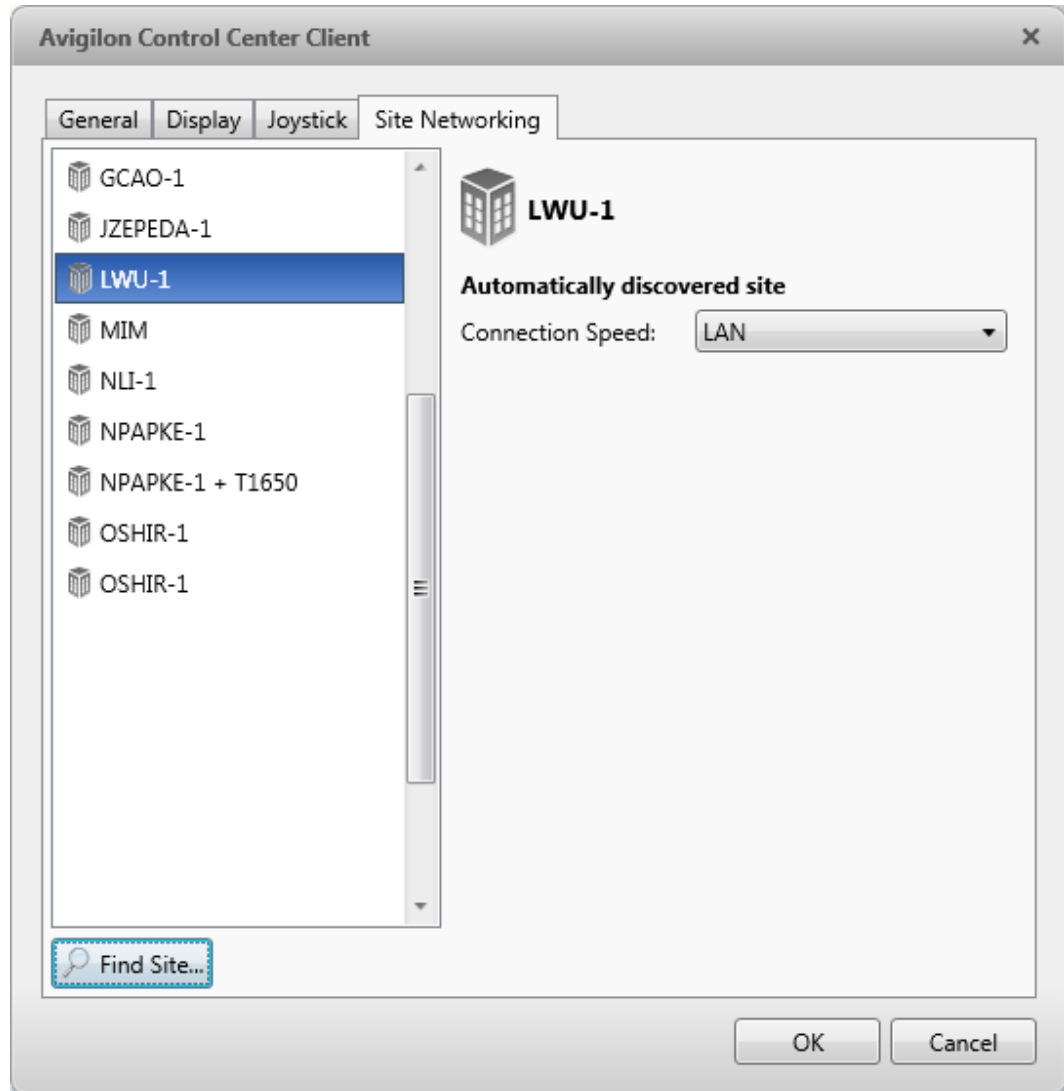 Avigilon Control Center Client
General
Display
Joystick
Site Networking
GCAO-1
JZEPEDA-1
LWU-1
MIM
NLI-1
NPAPKE-1
NPAPKE-1 + T1650
OSHIR-1
OSHIR-1
LWU-1
Automatically discovered site
Connection Speed: LAN
Find Site...
OK
Cancel